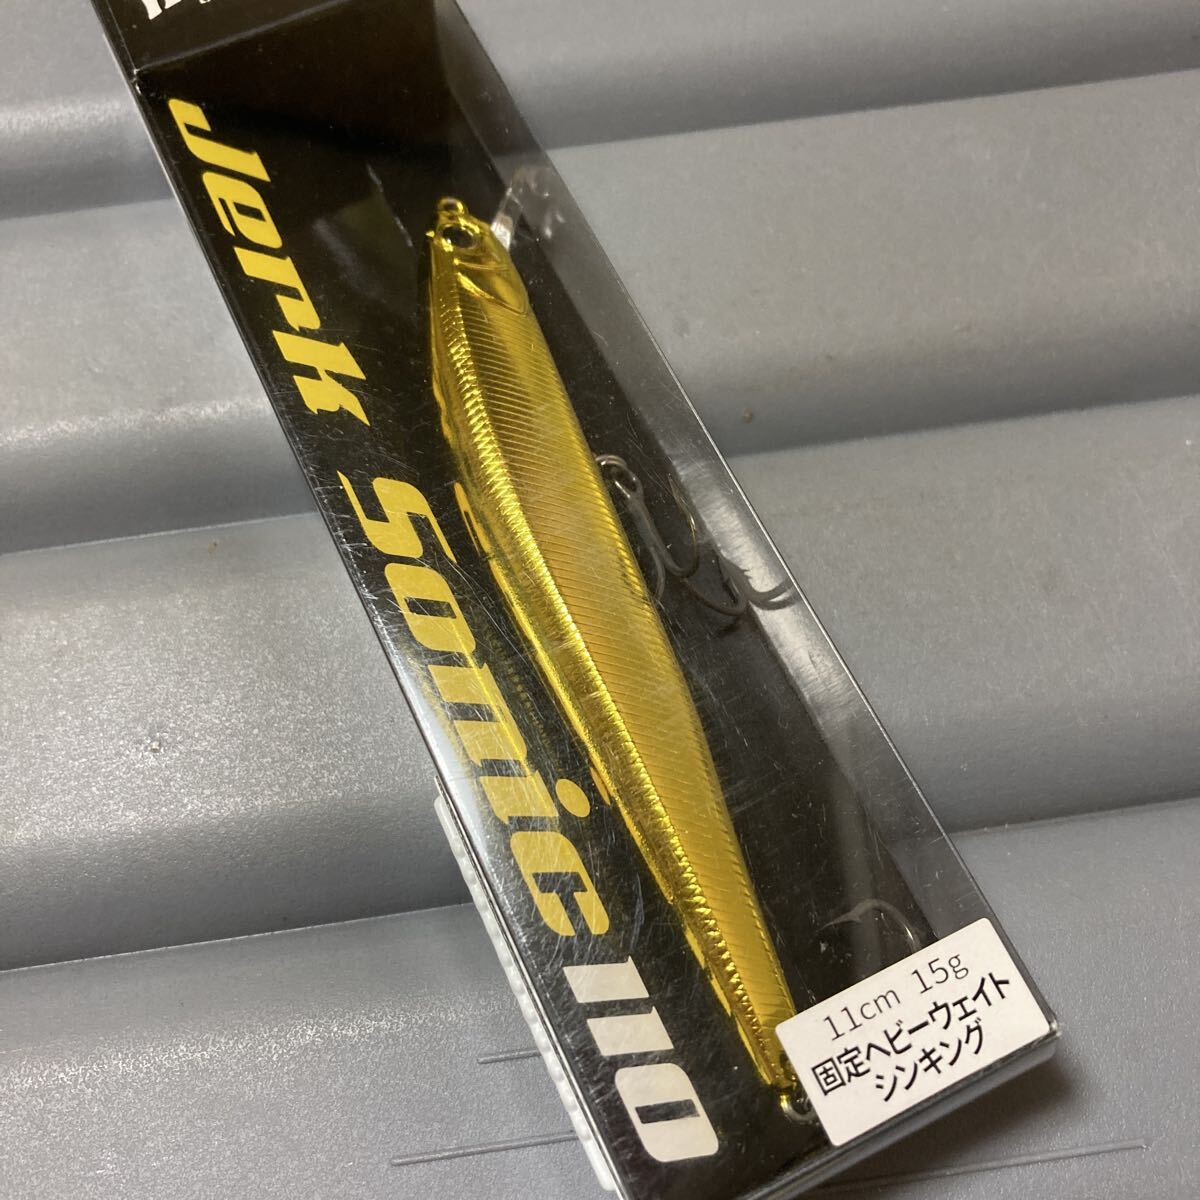 Jerk Sonic 110
11cm 15g
固定ヘビーウェイト
シンキング